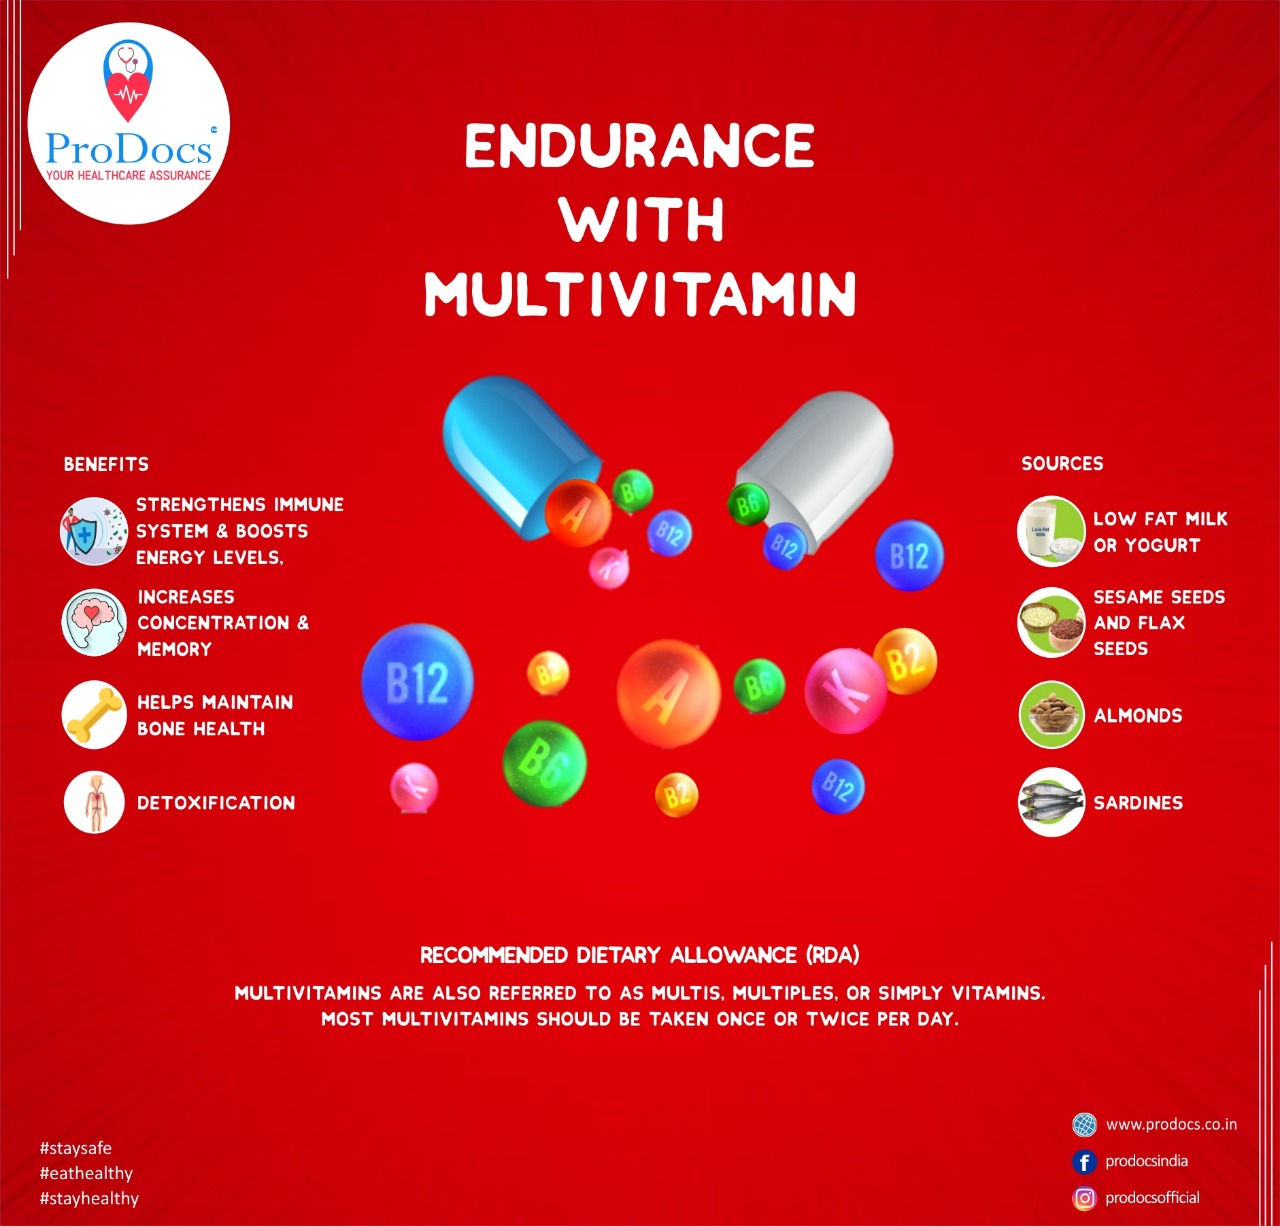 ProDocs
YOUR HEALTHCARE ASSURANCE
ENDURANCE
WITH
MULTIVITAMIN
BENEFITS
STRENGTHENS IMMUNE
SYSTEM & BOOSTS
ENERGY LEVELS,
INCREASES
CONCENTRATION &
MEMORY
HELPS MAINTAIN
BONE HEALTH
DETOXIFICATION
A
B6
B12
K
B6
B12
B12
B12
B2
A
B6
K
B2
K
B6
B2
B12
SOURCES
Low-fat
Milk
LOW FAT MILK
OR YOGURT
SESAME SEEDS
AND FLAX
SEEDS
ALMONDS
SARDINES
RECOMMENDED DIETARY ALLOWANCE (RDA)
MULTIVITAMINS ARE ALSO REFERRED TO AS MULTIS, MULTIPLES, OR SIMPLY VITAMINS.
MOST MULTIVITAMINS SHOULD BE TAKEN ONCE OR TWICE PER DAY.
#staysafe
#eathealthy
#stayhealthy
www.prodocs.co.in
prodocsindia
prodocsofficial